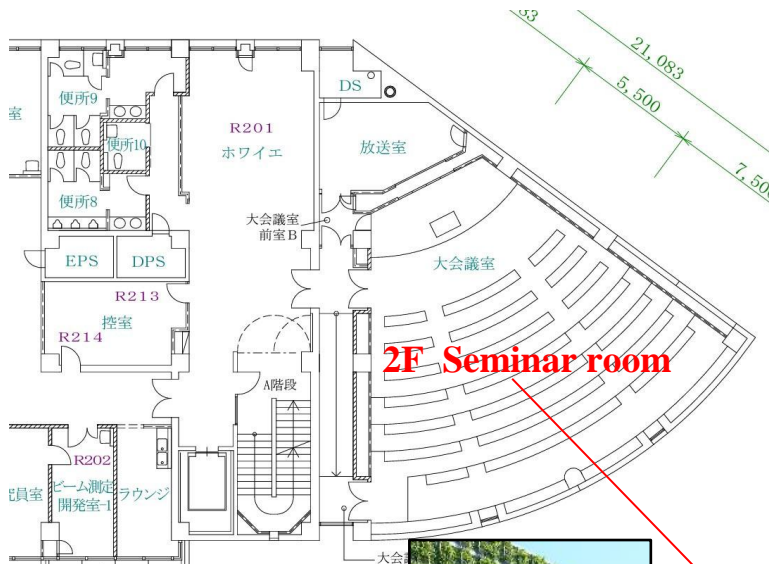 21,083
5,500
7,500
DS
便所9
R201
ホワイエ
便所10
放送室
便所8
大会議室
前室B
大会議室
EPS
DPS
R213
控室
R214
2F Seminar room
A階段
R202
ビーム測定
開発室-1
ラウンジ